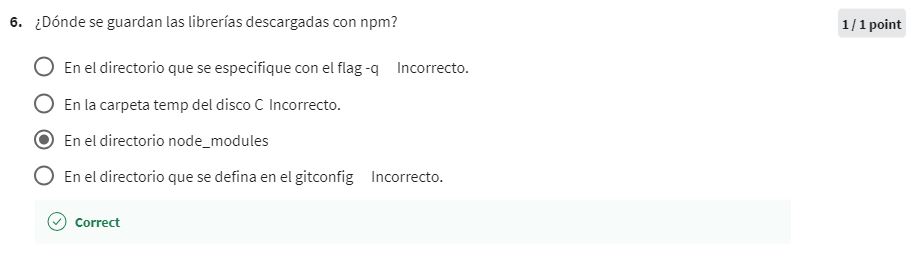 6. ¿Dónde se guardan las librerías descargadas con npm?
1 / 1 point
En el directorio que se especifique con el flag -q Incorrecto.
En la carpeta temp del disco C Incorrecto.
En el directorio node_modules
En el directorio que se defina en el gitconfig Incorrecto.
Correct